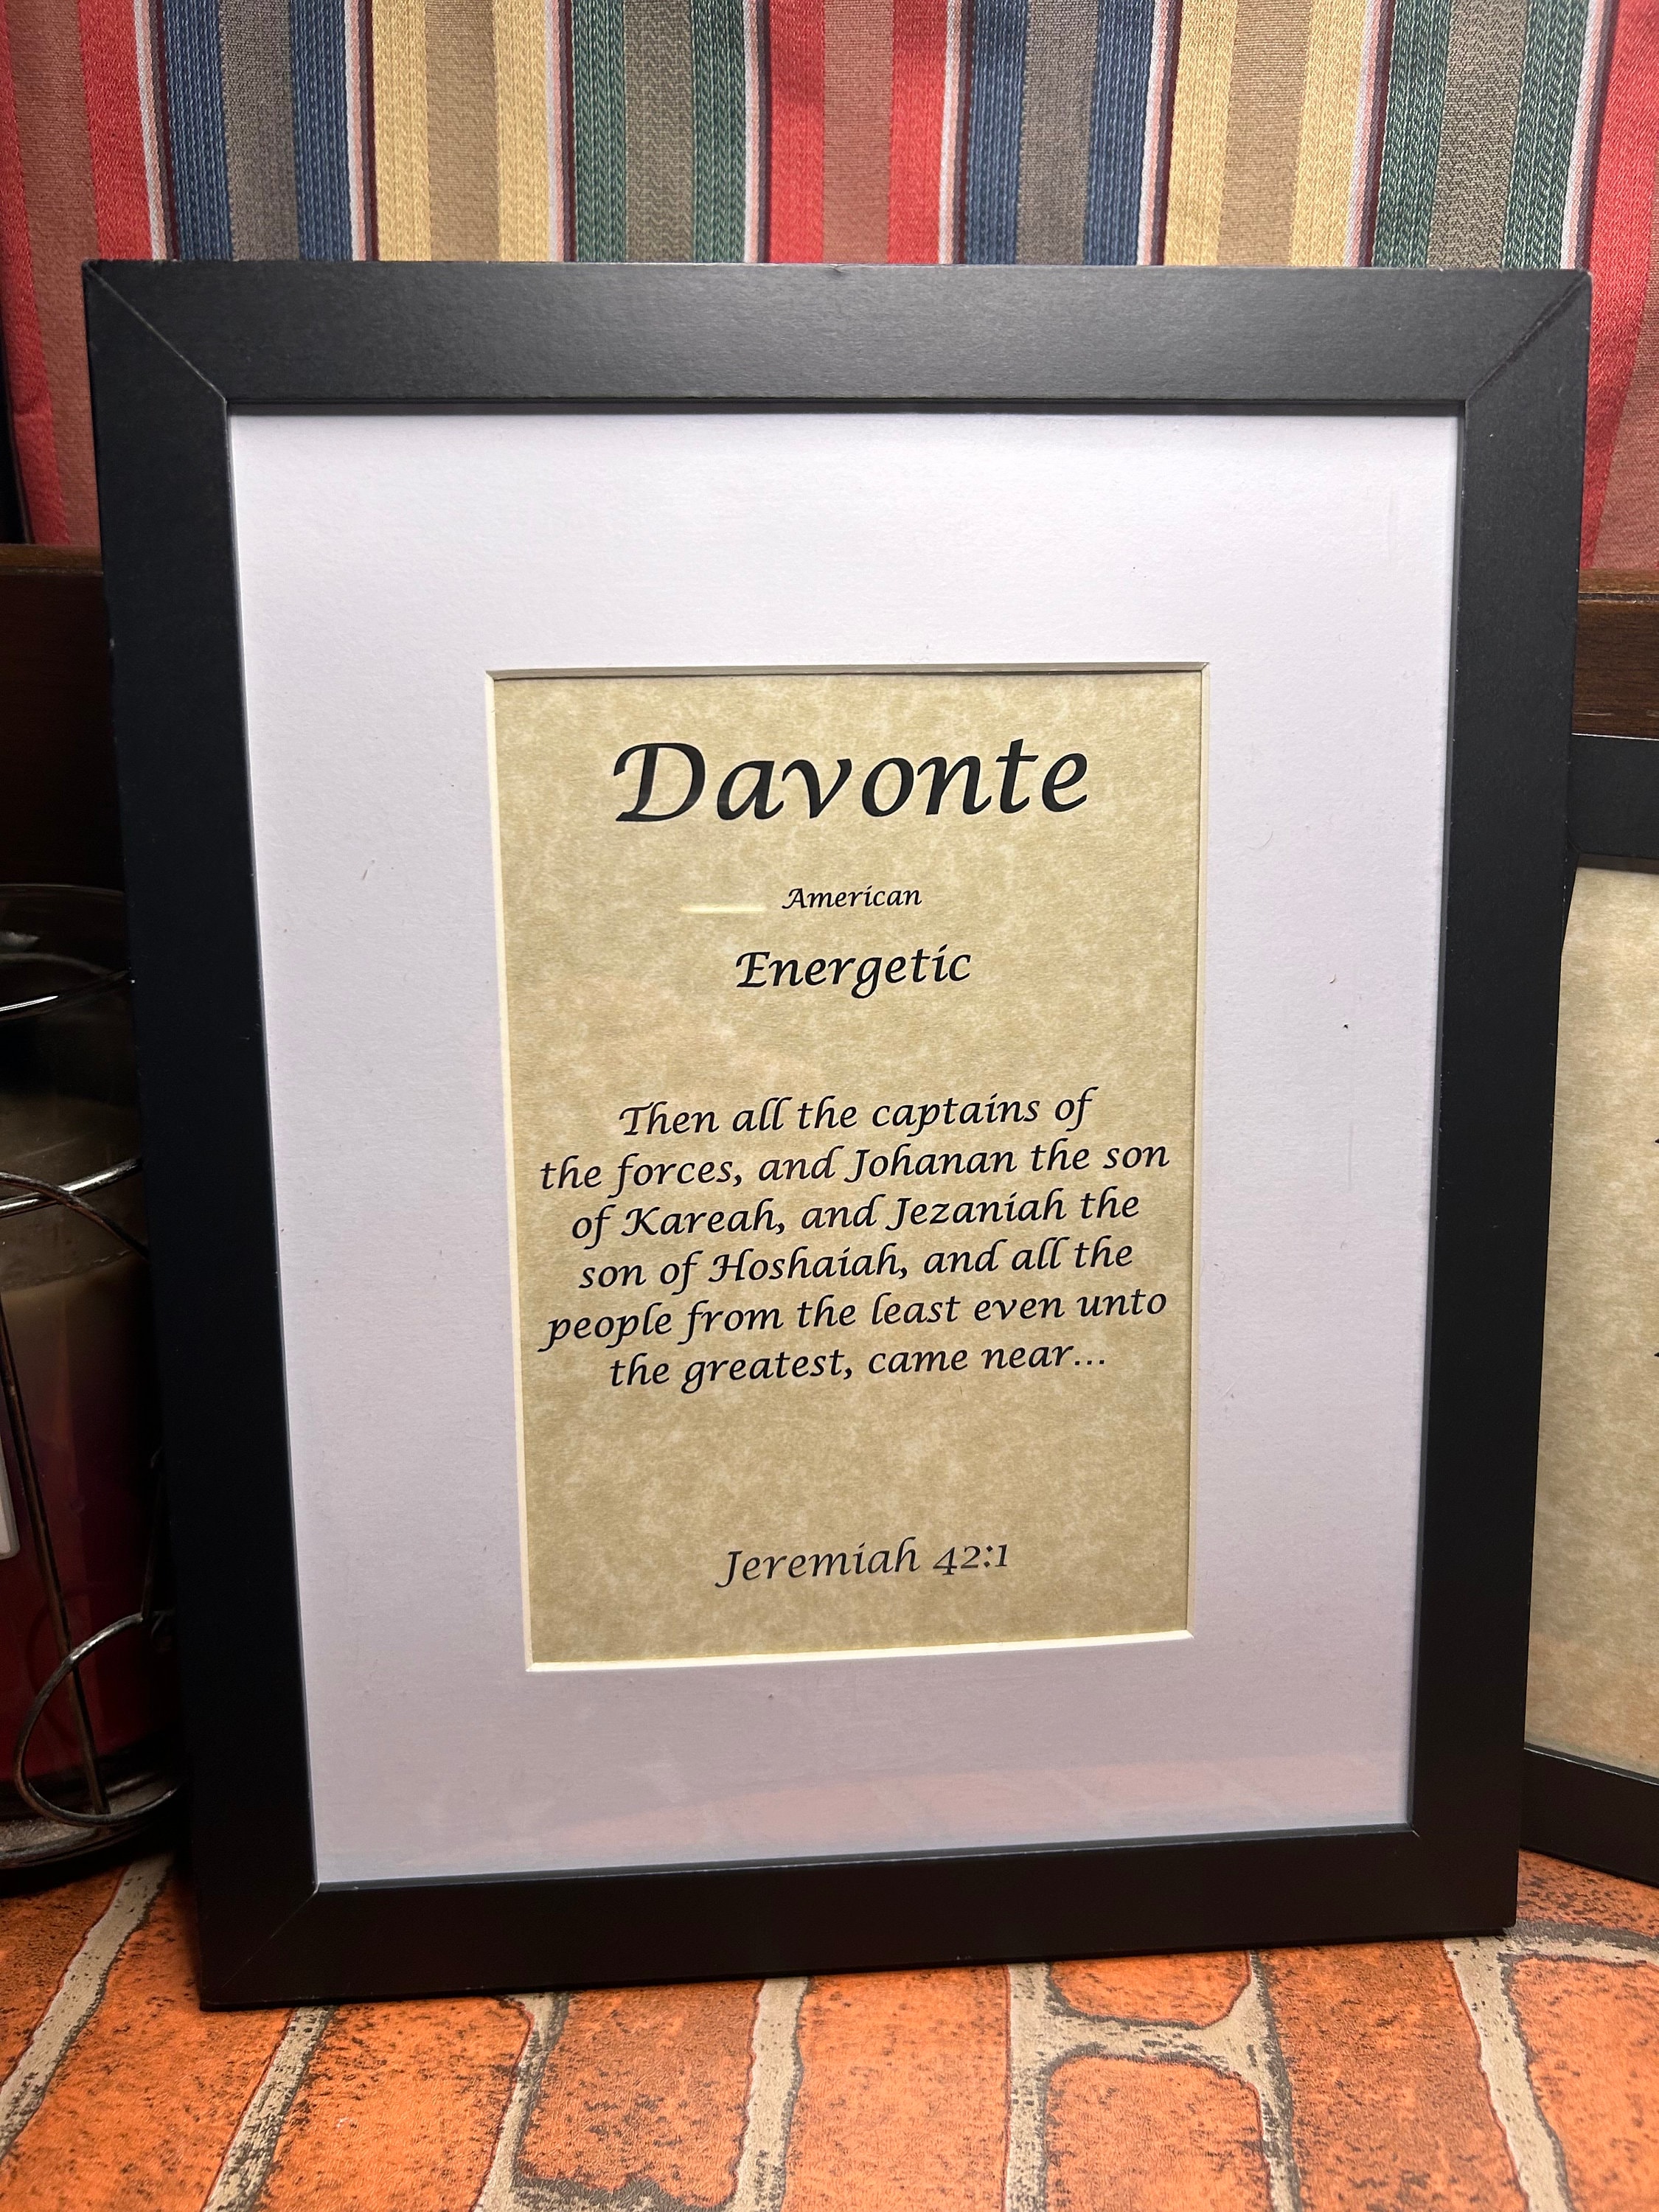 Davonte
American
Energetic
Then all the captains of
the forces, and Johanan the son
of Kareah, and Jezaniah the
son of Hoshaiah, and all the
people from the least even unto
the greatest, came near...
Jeremiah 42:1